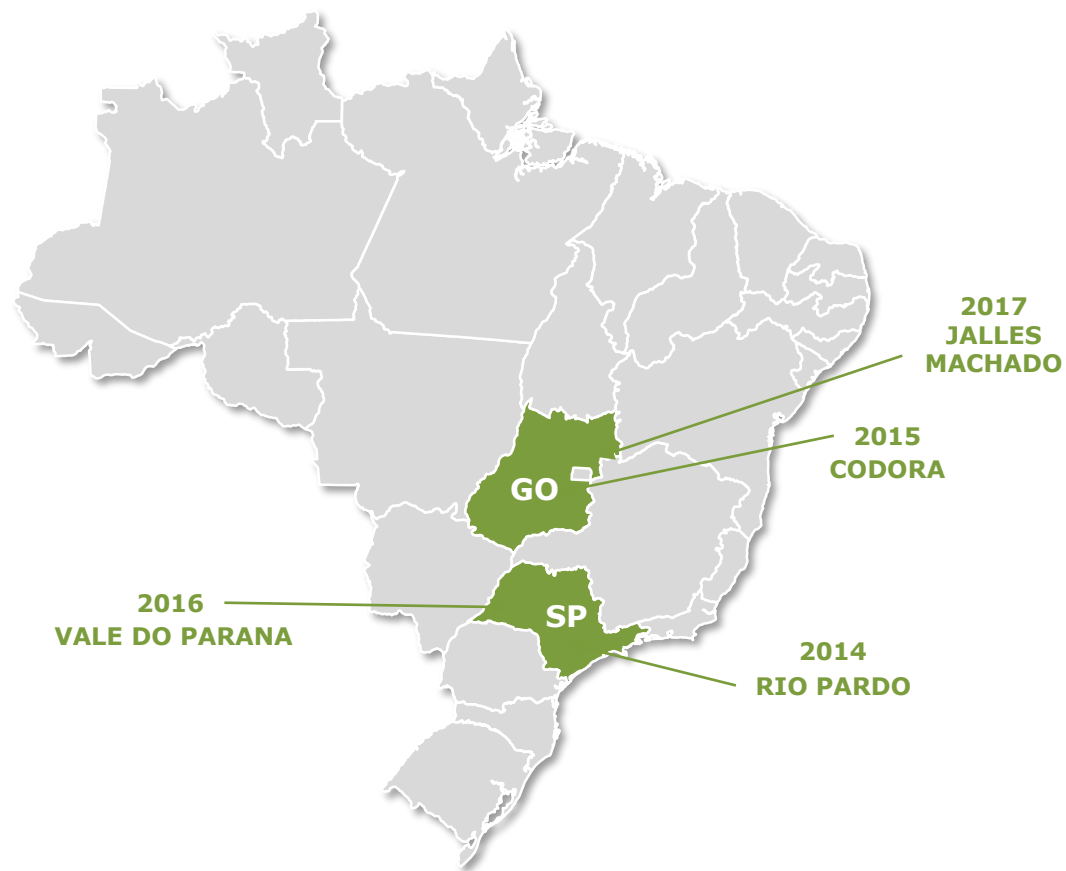 2017
JALLES
MACHADO
2015
CODORA
GO
2016
VALE DO PARANA
SP
2014
RIO PARDO